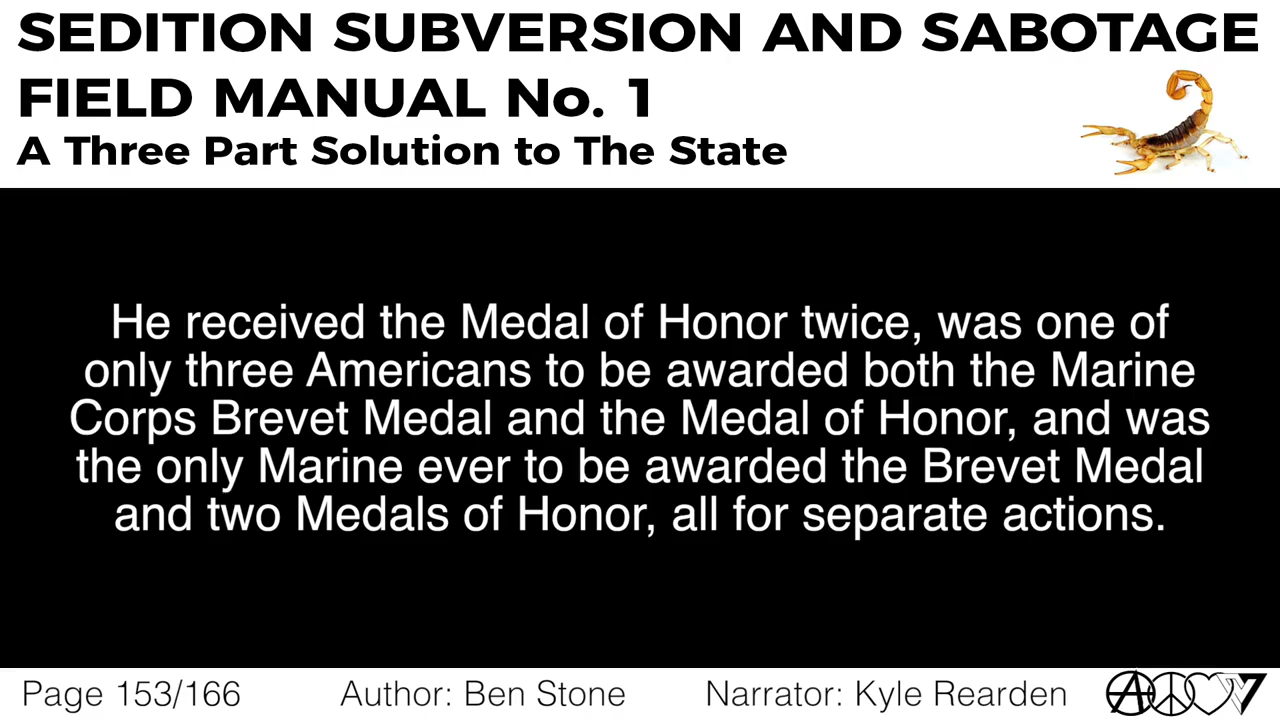 SEDITION SUBVERSION AND SABOTAGE
FIELD MANUAL No. 1
A Three Part Solution to The State
He received the Medal of Honor twice, was one of
only three Americans to be awarded both the Marine
Corps Brevet Medal and the Medal of Honor, and was
the only Marine ever to be awarded the Brevet Medal
and two Medals of Honor, all for separate actions.
Page 153/166 Author: Ben Stone Narrator: Kyle Rearden